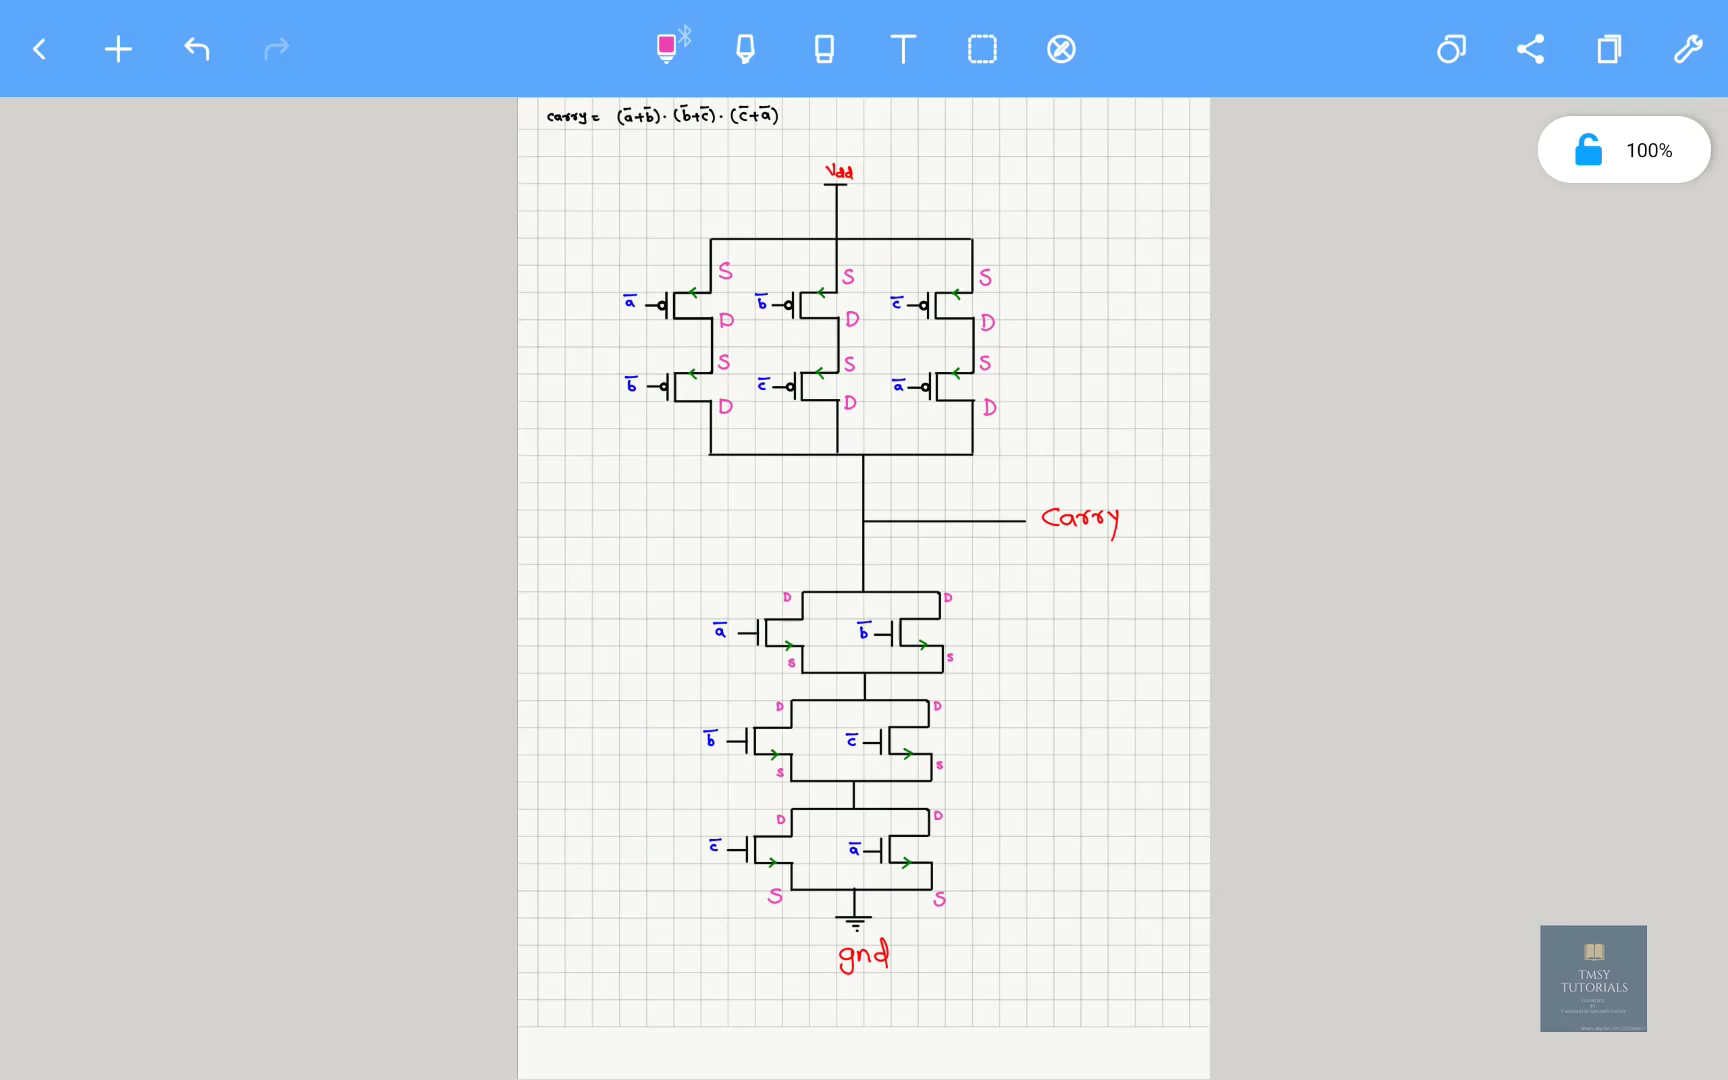 carry = (a̅+b̅)·(b̅+c̅)·(c̅+a̅)
Vdd
S S S
a̅ b̅ c̅
D D D
S S S
b̅ c̅ a̅
D D D
Carry
D D
a̅ b̅
s s
D D
b̅ c̅
s s
D D
c̅ a̅
S S
gnd
100%
T
TMSY
TUTORIALS